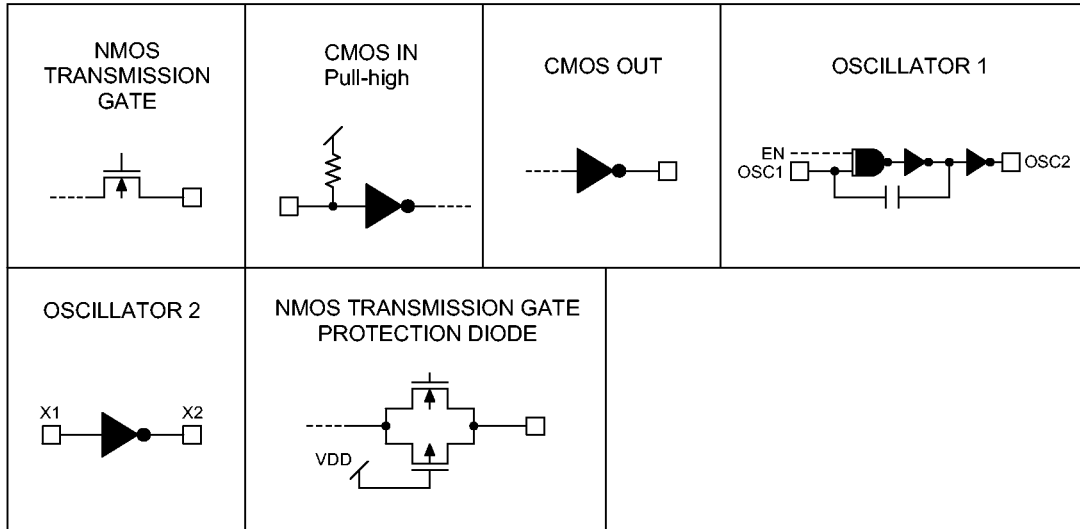 NMOS
TRANSMISSION
GATE
CMOS IN
Pull-high
CMOS OUT
OSCILLATOR 1
EN
OSC1
OSC2
OSCILLATOR 2
X1
X2
NMOS TRANSMISSION GATE
PROTECTION DIODE
VDD